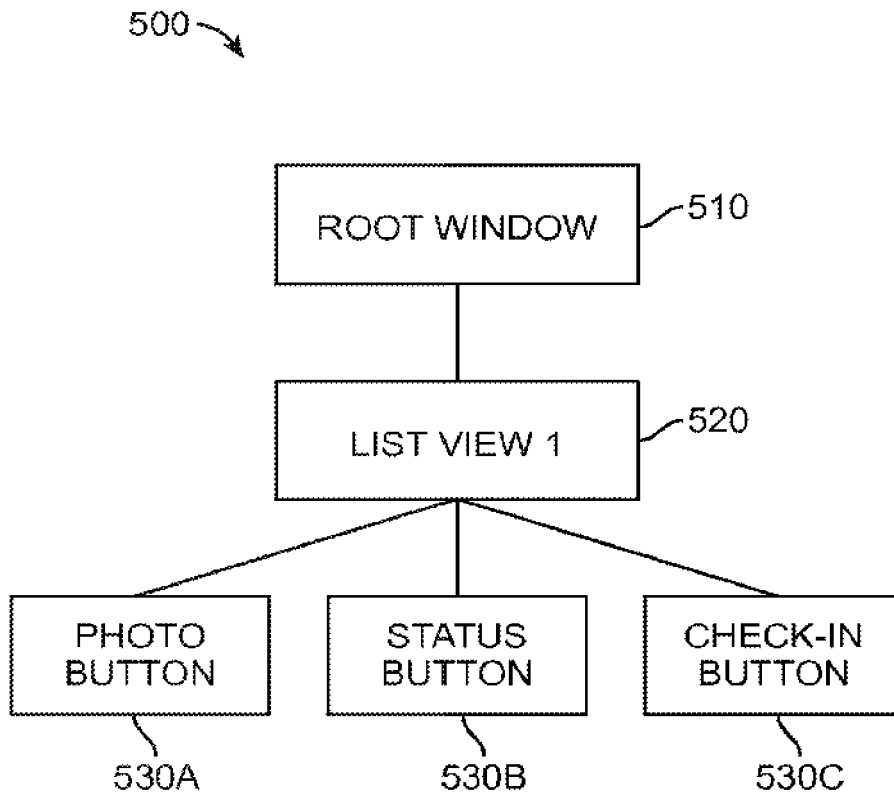 500
ROOT WINDOW
510
LIST VIEW 1
520
PHOTO
BUTTON
STATUS
BUTTON
CHECK-IN
BUTTON
530A
530B
530C